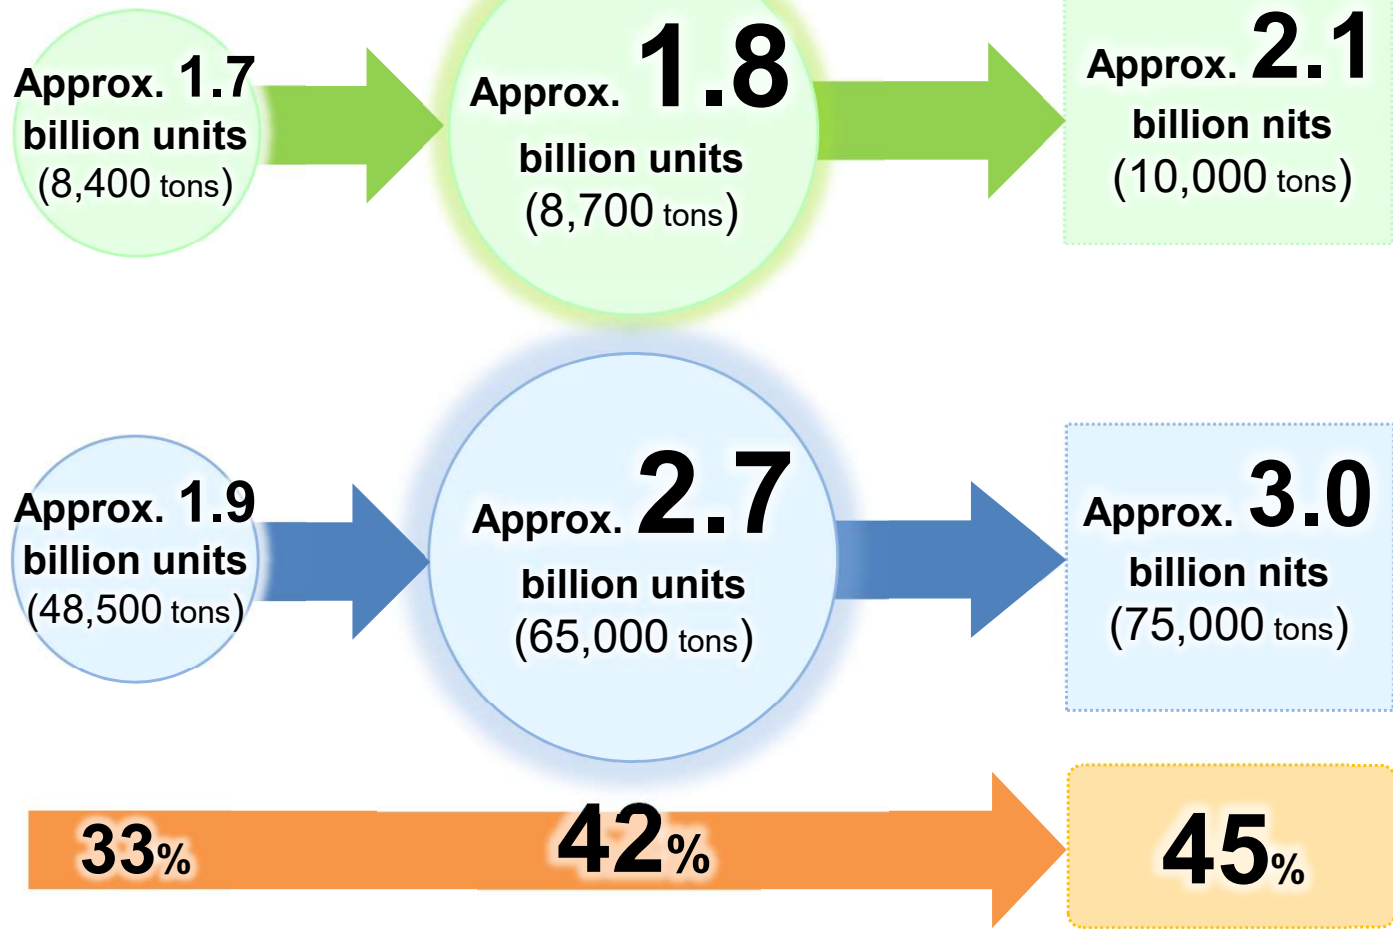 Approx. 1.7
billion units
(8,400 tons)
Approx. 1.8
billion units
(8,700 tons)
Approx. 2.1
billion nits
(10,000 tons)
Approx. 1.9
billion units
(48,500 tons)
Approx. 2.7
billion units
(65,000 tons)
Approx. 3.0
billion nits
(75,000 tons)
33%
42%
45%